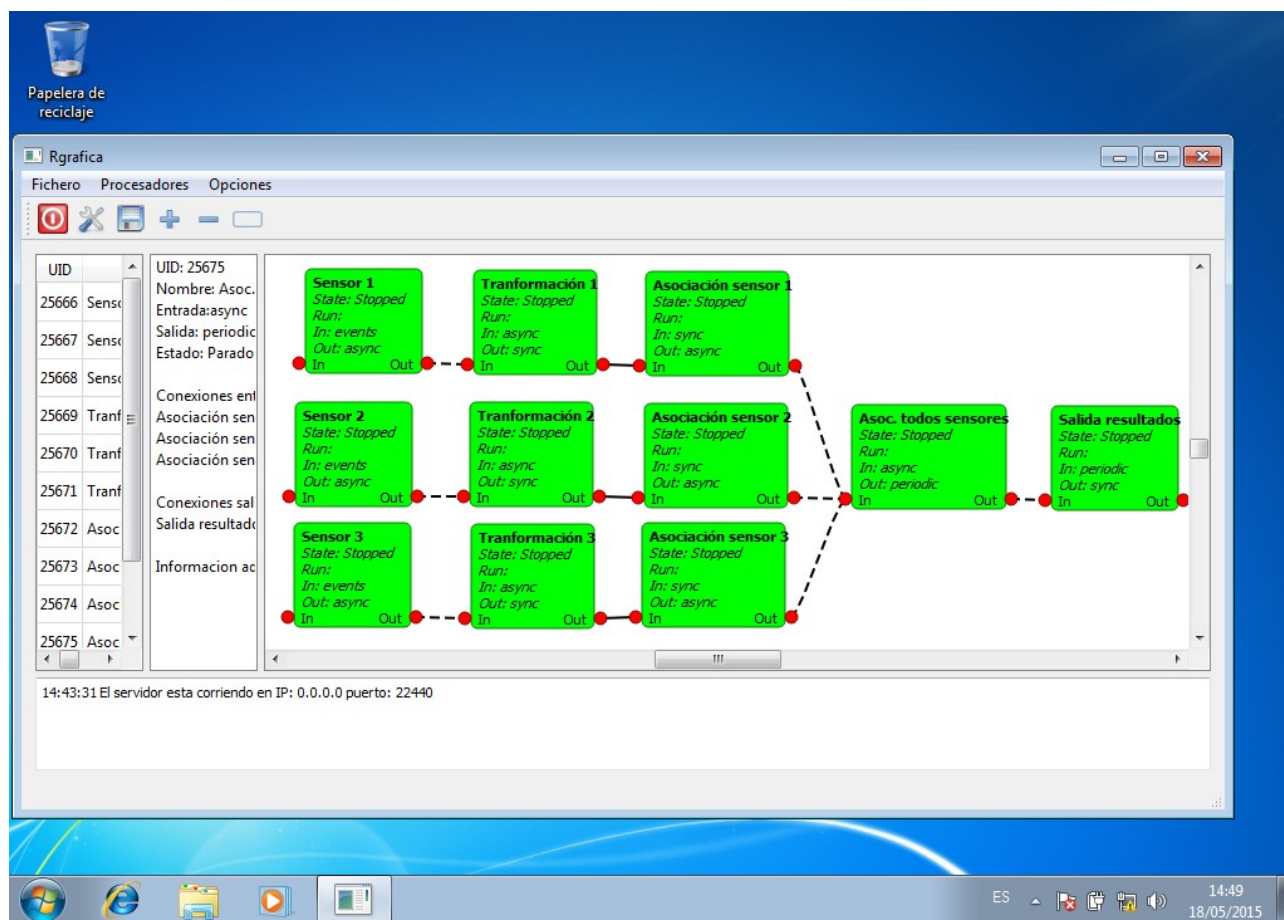 Papelera de
reciclaje
Rgrafica
Fichero Procesadores Opciones
UID
25666 Senso
25667 Senso
25668 Senso
25669 Tranf
25670 Tranf
25671 Tranf
25672 Asoc
25673 Asoc
25674 Asoc
25675 Asoc
UID: 25675
Nombre: Asoc.
Entrada:async
Salida: periodic
Estado: Parado
Conexiones ent
Asociación sen
Asociación sen
Asociación sen
Conexiones sal
Salida resultado
Informacion ad
Sensor 1
State: Stopped
Run:
In: events
Out: async
In Out
Tranformación 1
State: Stopped
Run:
In: async
Out: sync
In Out
Asociación sensor 1
State: Stopped
Run:
In: sync
Out: async
In Out
Sensor 2
State: Stopped
Run:
In: events
Out: async
In Out
Tranformación 2
State: Stopped
Run:
In: async
Out: sync
In Out
Asociación sensor 2
State: Stopped
Run:
In: sync
Out: async
In Out
Asoc. todos sensores
State: Stopped
Run:
In: async
Out: periodic
In Out
Salida resultados
State: Stopped
Run:
In: periodic
Out: sync
In Out
Sensor 3
State: Stopped
Run:
In: events
Out: async
In Out
Tranformación 3
State: Stopped
Run:
In: async
Out: sync
In Out
Asociación sensor 3
State: Stopped
Run:
In: sync
Out: async
In Out
14:43:31 El servidor esta corriendo en IP: 0.0.0.0 puerto: 22440
ES
14:49
18/05/2015